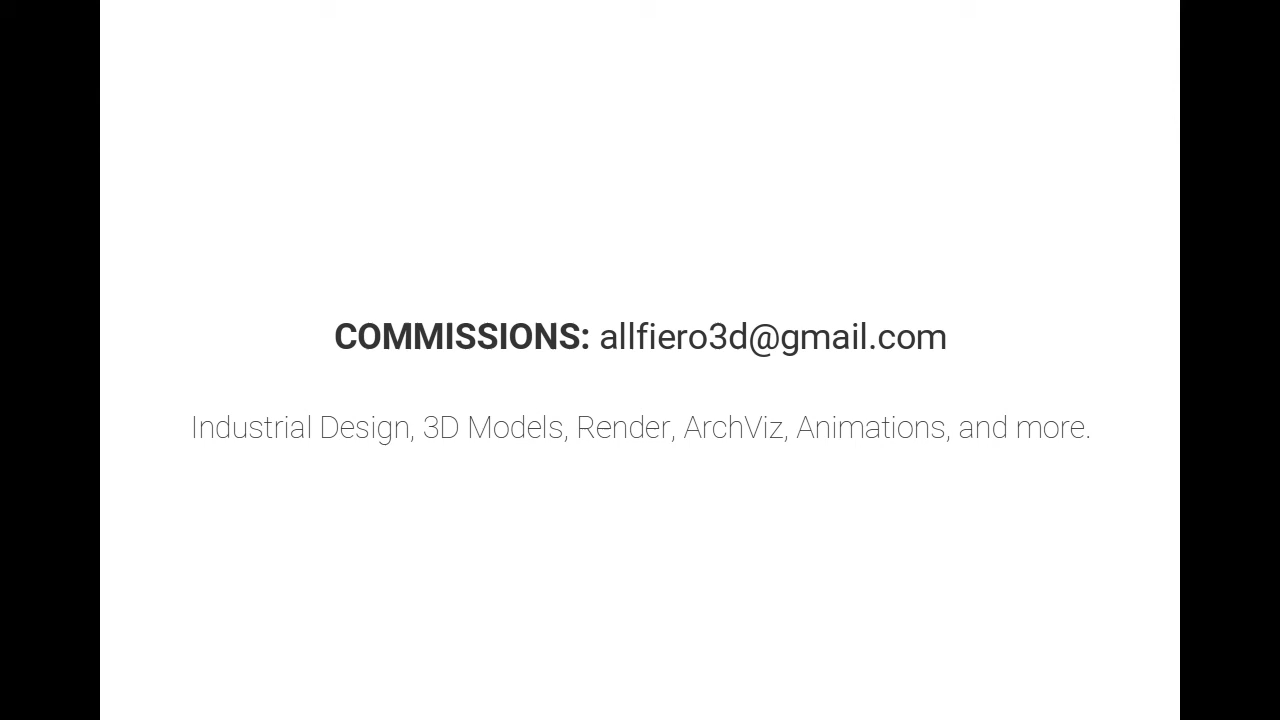 COMMISSIONS: allfiero3d@gmail.com
Industrial Design, 3D Models, Render, ArchViz, Animations, and more.